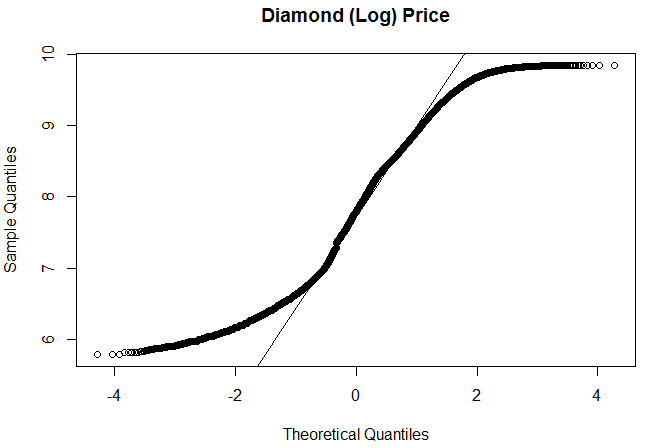 Diamond (Log) Price
Sample Quantiles
10
9
8
7
6
-4 -2 0 2 4
Theoretical Quantiles